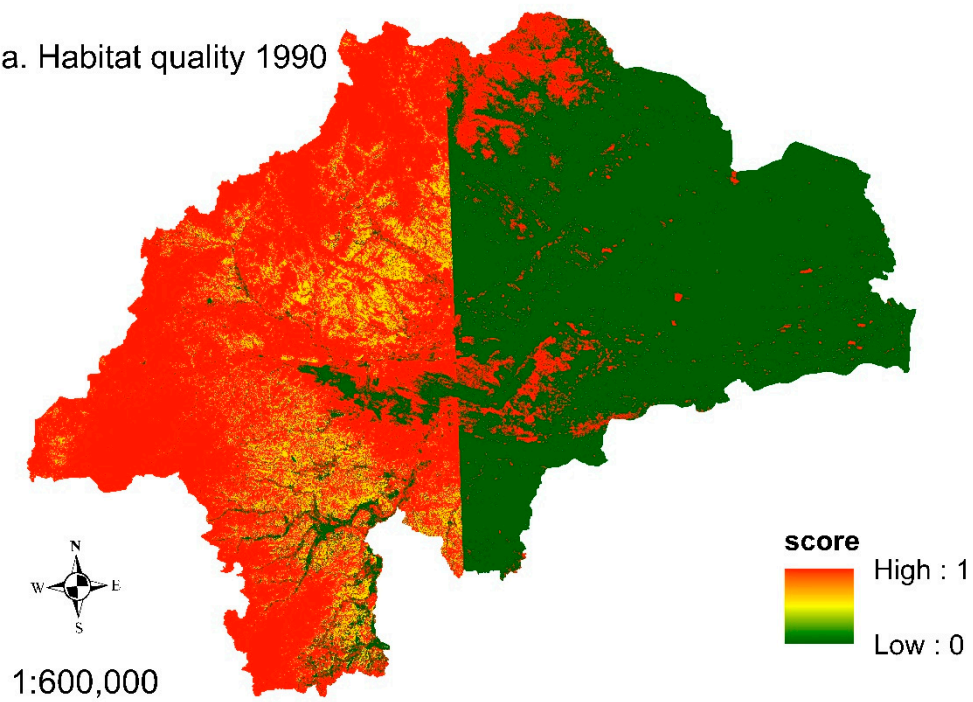 a. Habitat quality 1990
N
W E
S
1:600,000
score
High : 1
Low : 0